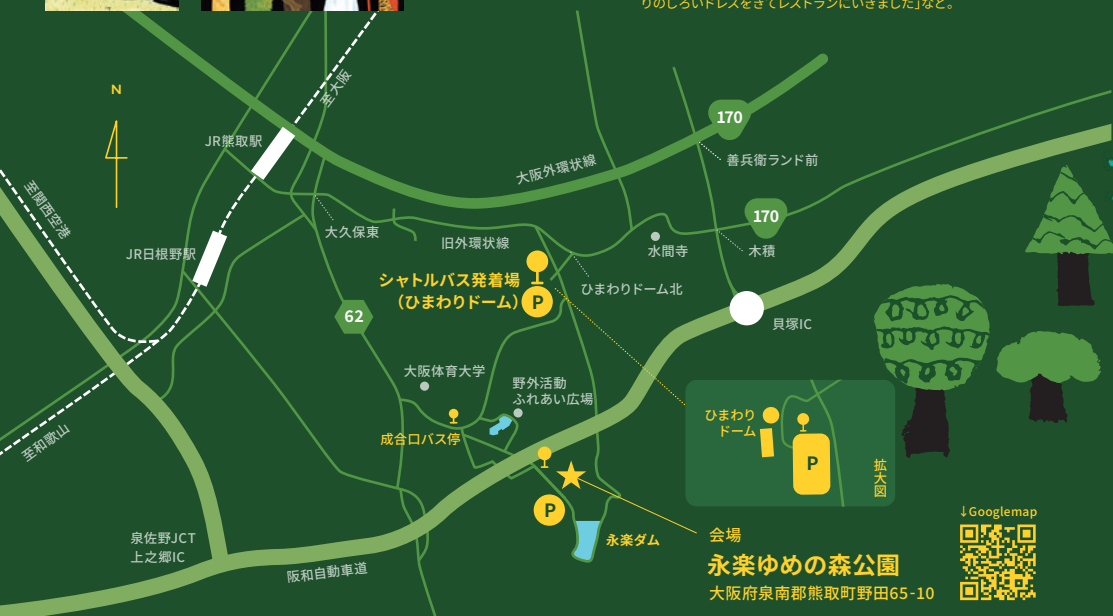 りのしろいドレスをきてレストランにいきました」など。
N
至大阪
JR熊取駅
170
大阪外環状線
善兵衛ランド前
至関西空港
170
大久保東
旧外環状線
水間寺
木積
JR日根野駅
シャトルバス発着場
（ひまわりドーム）
P
ひまわりドーム北
62
貝塚IC
大阪体育大学
野外活動
ふれあい広場
ひまわり
ドーム
P
拡大図
成合口バス停
至和歌山
P
↓Googlemap
泉佐野JCT
上之郷IC
永楽ダム
会場
永楽ゆめの森公園
大阪府泉南郡熊取町野田65-10
阪和自動車道